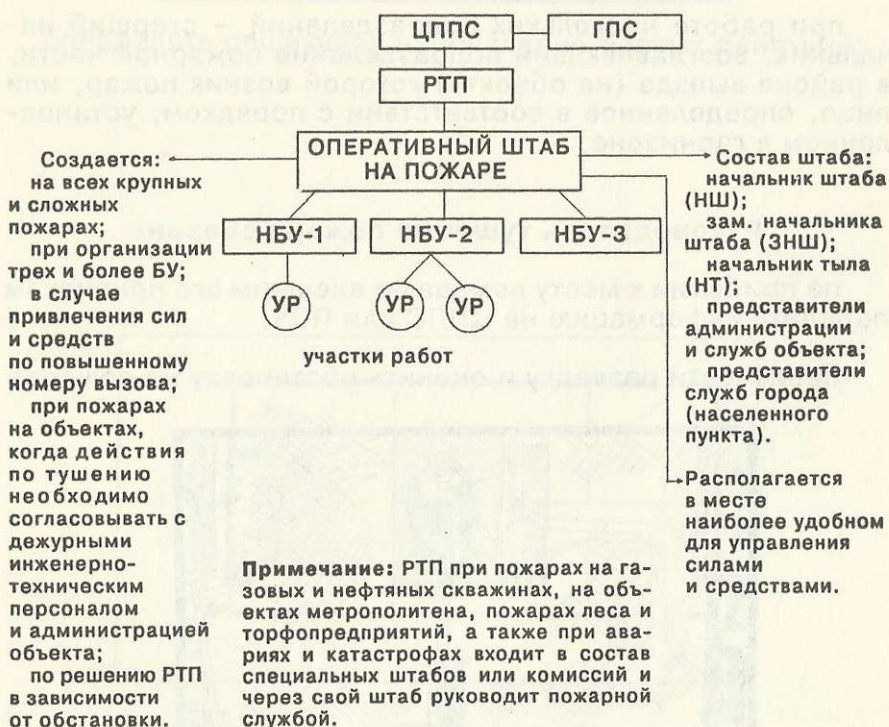 ЦППС ГПС
РТП
ОПЕРАТИВНЫЙ ШТАБ
НА ПОЖАРЕ
Создается:
на всех крупных
и сложных
пожарах;
при организации
трех и более БУ;
в случае
привлечения сил
и средств
по повышенному
номеру вызова;
при пожарах
на объектах,
когда действия
по тушению
необходимо
согласовывать с
дежурными
инженерно-
техническим
персоналом
и администрацией
объекта;
по решению РТП
в зависимости
от обстановки.
НБУ-1 НБУ-2 НБУ-3
УР УР УР
участки работ
Состав штаба:
начальник штаба
(НШ);
зам. начальника
штаба (ЗНШ);
начальник тыла
(НТ);
представители
администрации
и служб объекта;
представители
служб города
(населенного
пункта).
Располагается
в месте
наиболее удобном
для управления
силами
и средствами.
Примечание: РТП при пожарах на га-
зовых и нефтяных скважинах, на объ-
ектах метрополитена, пожарах леса и
торфопредприятий, а также при ава-
риях и катастрофах входит в состав
специальных штабов или комиссий и
через свой штаб руководит пожарной
службой.